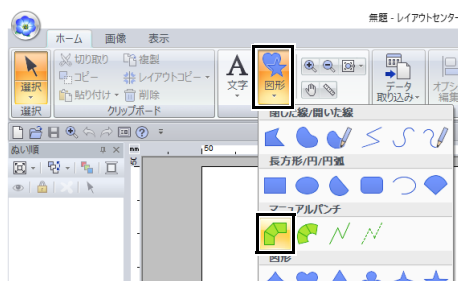 無題 - レイアウトセンター
ホーム 画像 表示
選択
切り取り 複製
コピー レイアウトコピー
貼り付け 削除
A
文字
図形
データ
取り込み
オプシ
編集
選択 クリップボード
ぬい順
mm 50
閉じた線/開いた線
長方形/円/円弧
マニュアルパンチ
図形